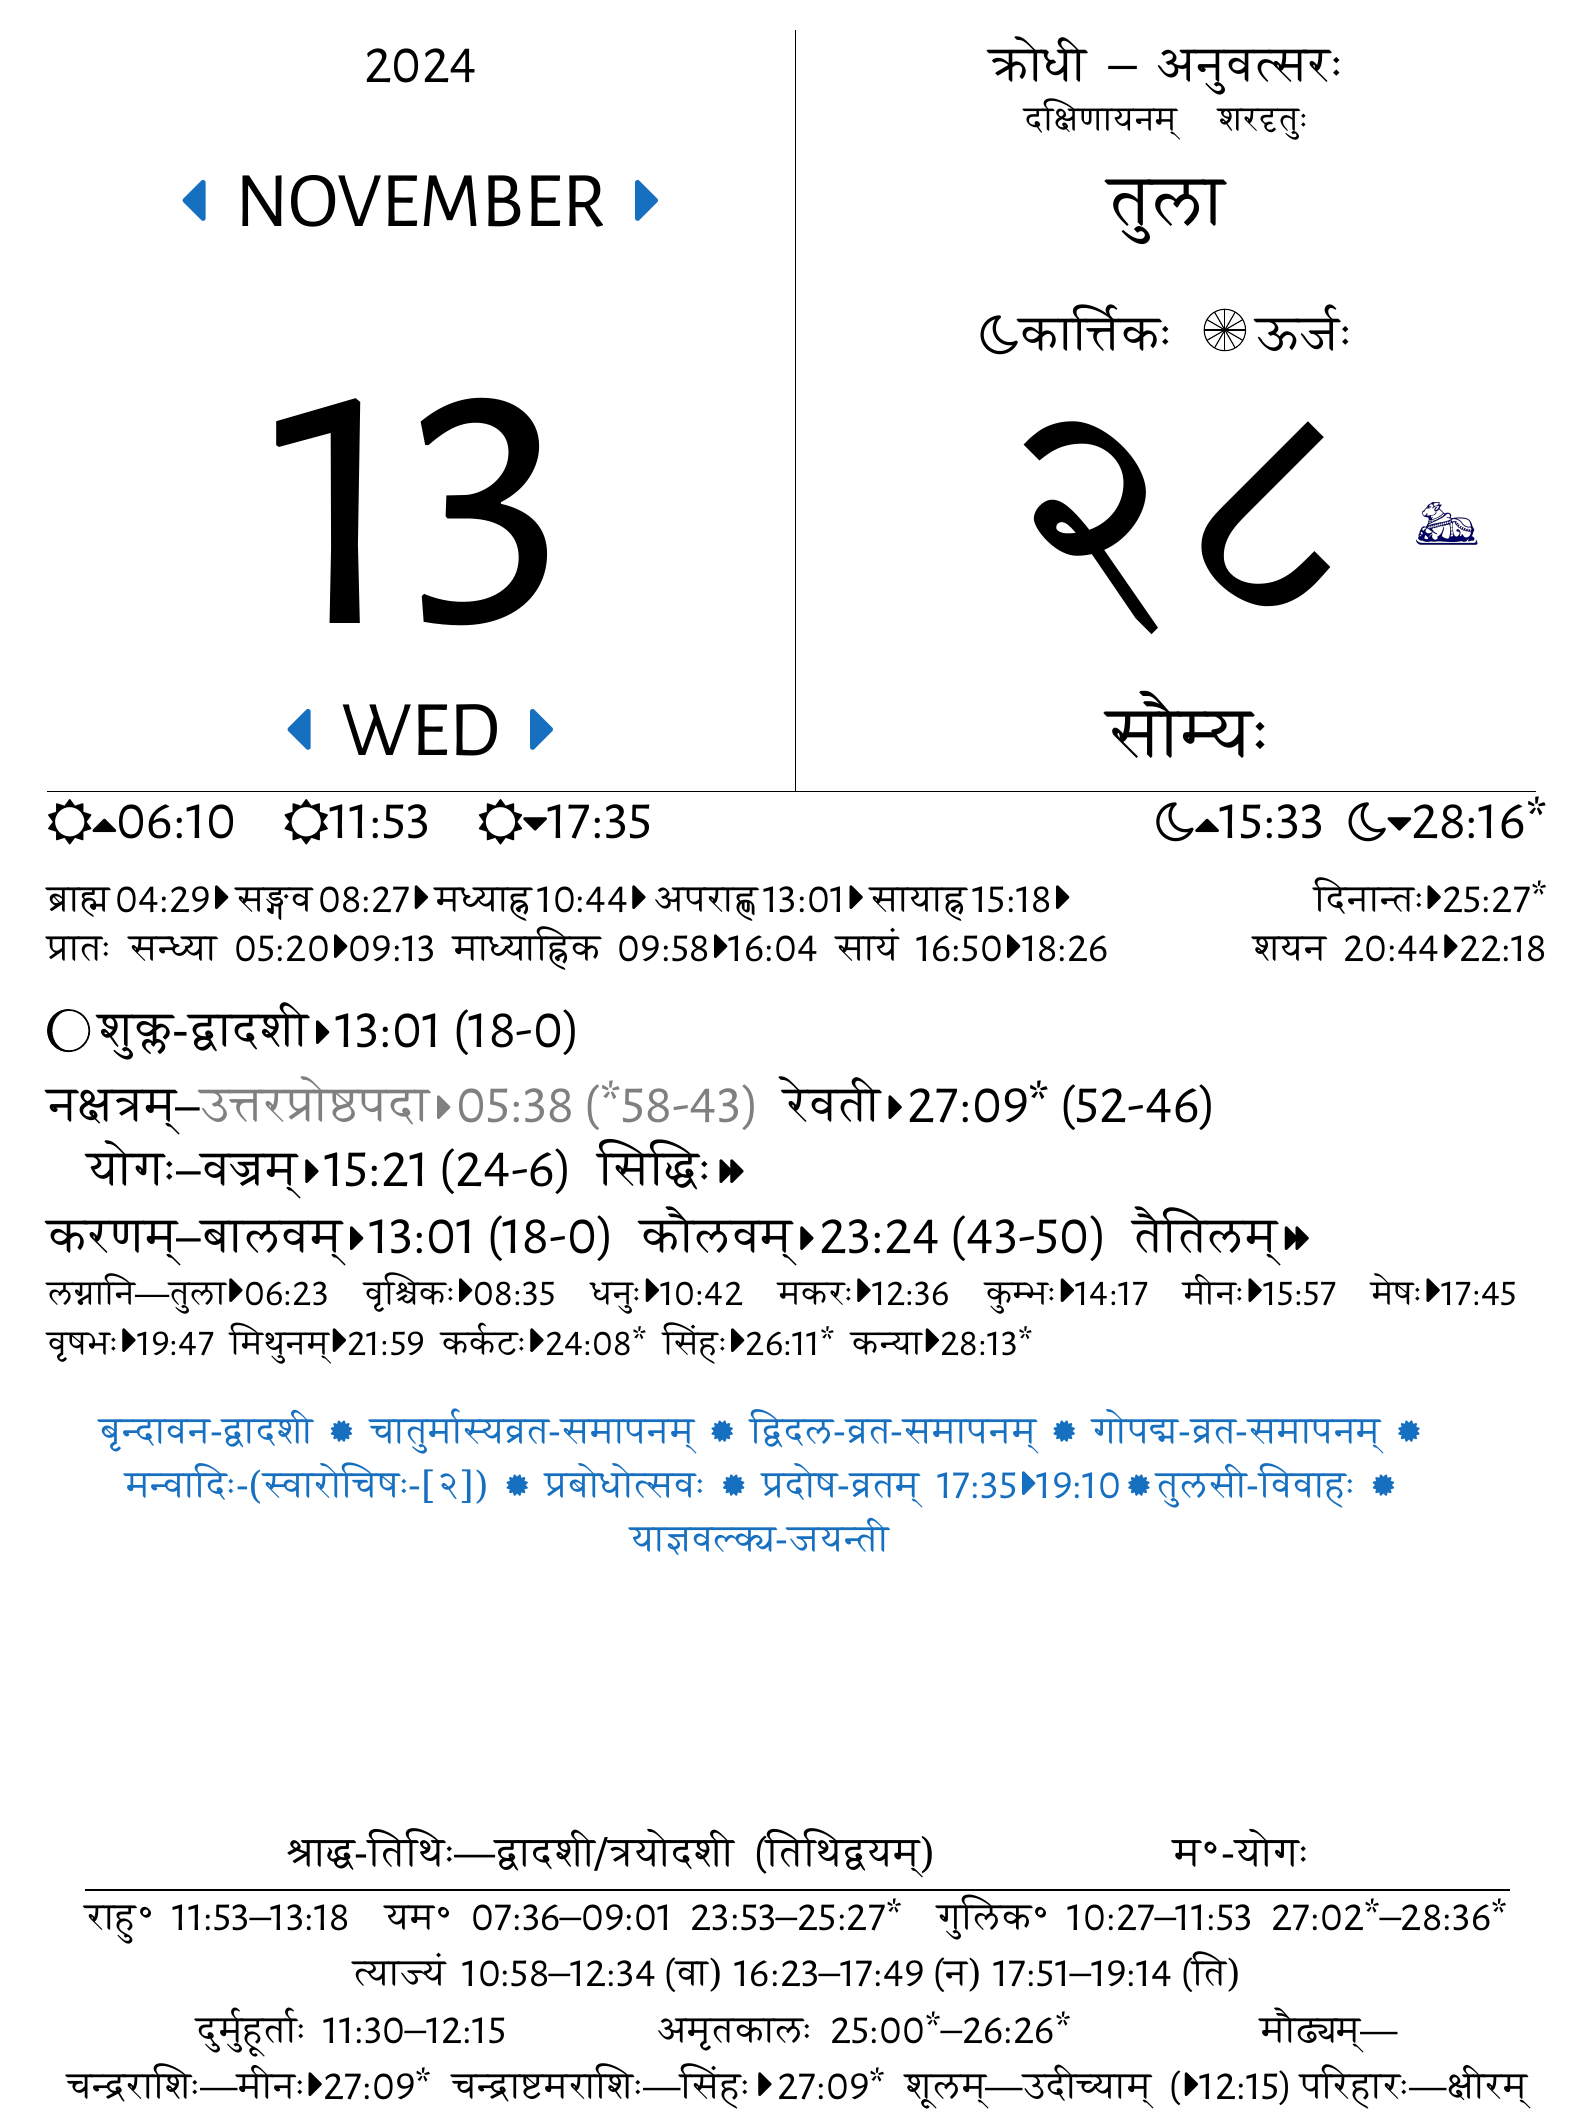 2024
NOVEMBER
13
WED
क्रोधी – अनुवत्सरः
दक्षिणायनम् शरदृतुः
तुला
कार्त्तिकः ऊर्जः
२८
सौम्यः
06:10 11:53 17:35 15:33 28:16*
ब्राह्म 04:29 सङ्गव 08:27 मध्याह्न 10:44 अपराह्ण 13:01 सायाह्न 15:18 दिनान्तः 25:27*
प्रातः सन्ध्या 05:20 09:13 माध्याह्निक 09:58 16:04 सायं 16:50 18:26 शयन 20:44 22:18
शुक्ल-द्वादशी 13:01 (18-0)
नक्षत्रम्–उत्तरप्रोष्ठपदा 05:38 (*58-43) रेवती 27:09* (52-46)
योगः–वज्रम् 15:21 (24-6) सिद्धिः
करणम्–बालवम् 13:01 (18-0) कौलवम् 23:24 (43-50) तैतिलम्
लग्नानि—तुला 06:23 वृश्चिकः 08:35 धनुः 10:42 मकरः 12:36 कुम्भः 14:17 मीनः 15:57 मेषः 17:45
वृषभः 19:47 मिथुनम् 21:59 कर्कटः 24:08* सिंहः 26:11* कन्या 28:13*
बृन्दावन-द्वादशी ✹ चातुर्मास्यव्रत-समापनम् ✹ द्विदल-व्रत-समापनम् ✹ गोपद्म-व्रत-समापनम् ✹
मन्वादिः-(स्वारोचिषः-[२]) ✹ प्रबोधोत्सवः ✹ प्रदोष-व्रतम् 17:35 19:10 ✹ तुलसी-विवाहः ✹
याज्ञवल्क्य-जयन्ती
श्राद्ध-तिथिः—द्वादशी/त्रयोदशी (तिथिद्वयम्) म॰-योगः
राहु॰ 11:53–13:18 यम॰ 07:36–09:01 23:53–25:27* गुलिक॰ 10:27–11:53 27:02*–28:36*
त्याज्यं 10:58–12:34 (वा) 16:23–17:49 (न) 17:51–19:14 (ति)
दुर्मुहूर्ताः 11:30–12:15 अमृतकालः 25:00*–26:26* मौढ्यम्—
चन्द्रराशिः—मीनः 27:09* चन्द्राष्टमराशिः—सिंहः 27:09* शूलम्—उदीच्याम् (12:15) परिहारः—क्षीरम्